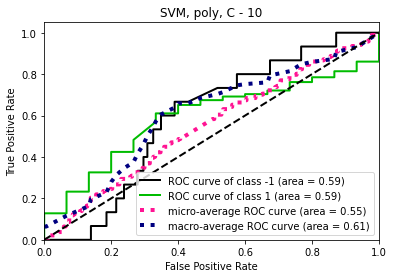 SVM, poly, C - 10
True Positive Rate
1.0
0.8
0.6
0.4
0.2
0.0
ROC curve of class -1 (area = 0.59)
ROC curve of class 1 (area = 0.59)
micro-average ROC curve (area = 0.55)
macro-average ROC curve (area = 0.61)
0.0 0.2 0.4 0.6 0.8 1.0
False Positive Rate